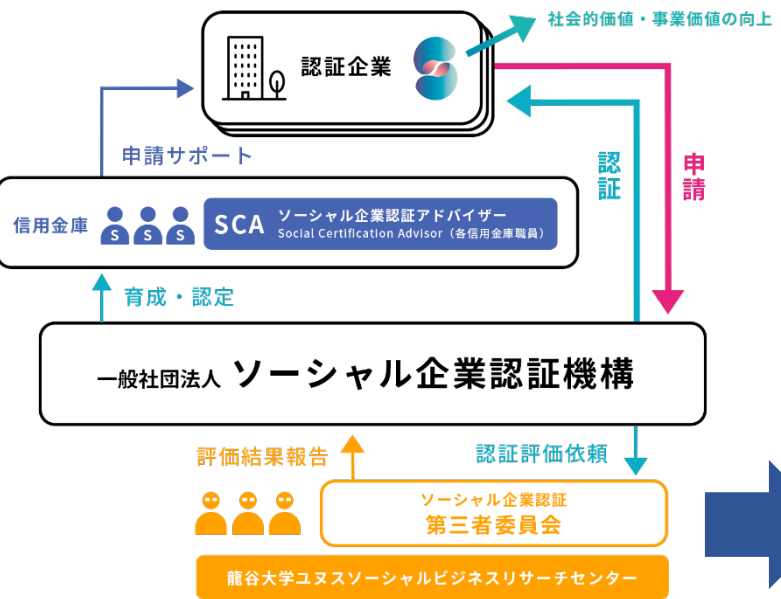 社会的価値・事業価値の向上
認証企業
申請サポート
認証
申請
信用金庫
S S S
SCA
ソーシャル企業認証アドバイザー
Social Certification Advisor（各信用金庫職員）
育成・認定
一般社団法人 ソーシャル企業認証機構
評価結果報告
認証評価依頼
ソーシャル企業認証
第三者委員会
龍谷大学ユヌスソーシャルビジネスリサーチセンター